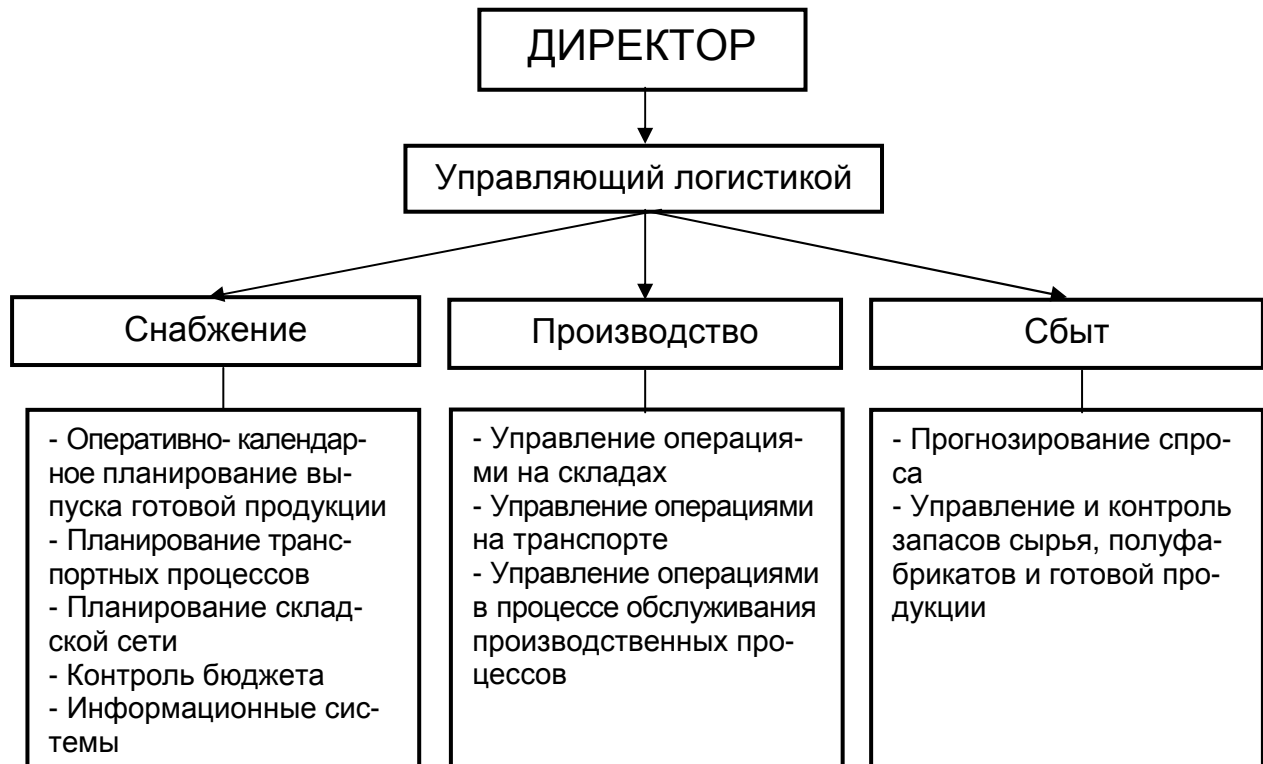 ДИРЕКТОР
Управляющий логистикой
Снабжение
Производство
Сбыт
- Оперативно- календар-
ное планирование вы-
пуска готовой продукции
- Планирование транс-
портных процессов
- Планирование склад-
ской сети
- Контроль бюджета
- Информационные сис-
темы
- Управление операция-
ми на складах
- Управление операциями
на транспорте
- Управление операциями
в процессе обслуживания
производственных про-
цессов
- Прогнозирование спро-
са
- Управление и контроль
запасов сырья, полуфа-
брикатов и готовой про-
дукции